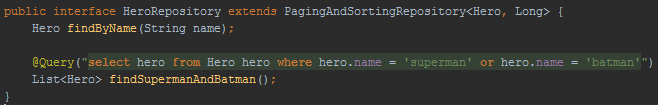 public interface HeroRepository extends PagingAndSortingRepository<Hero, Long> {
Hero findByName(String name);
@Query("select hero from Hero hero where hero.name = 'superman' or hero.name = 'batman'")
List<Hero> findSupermanAndBatman();
}